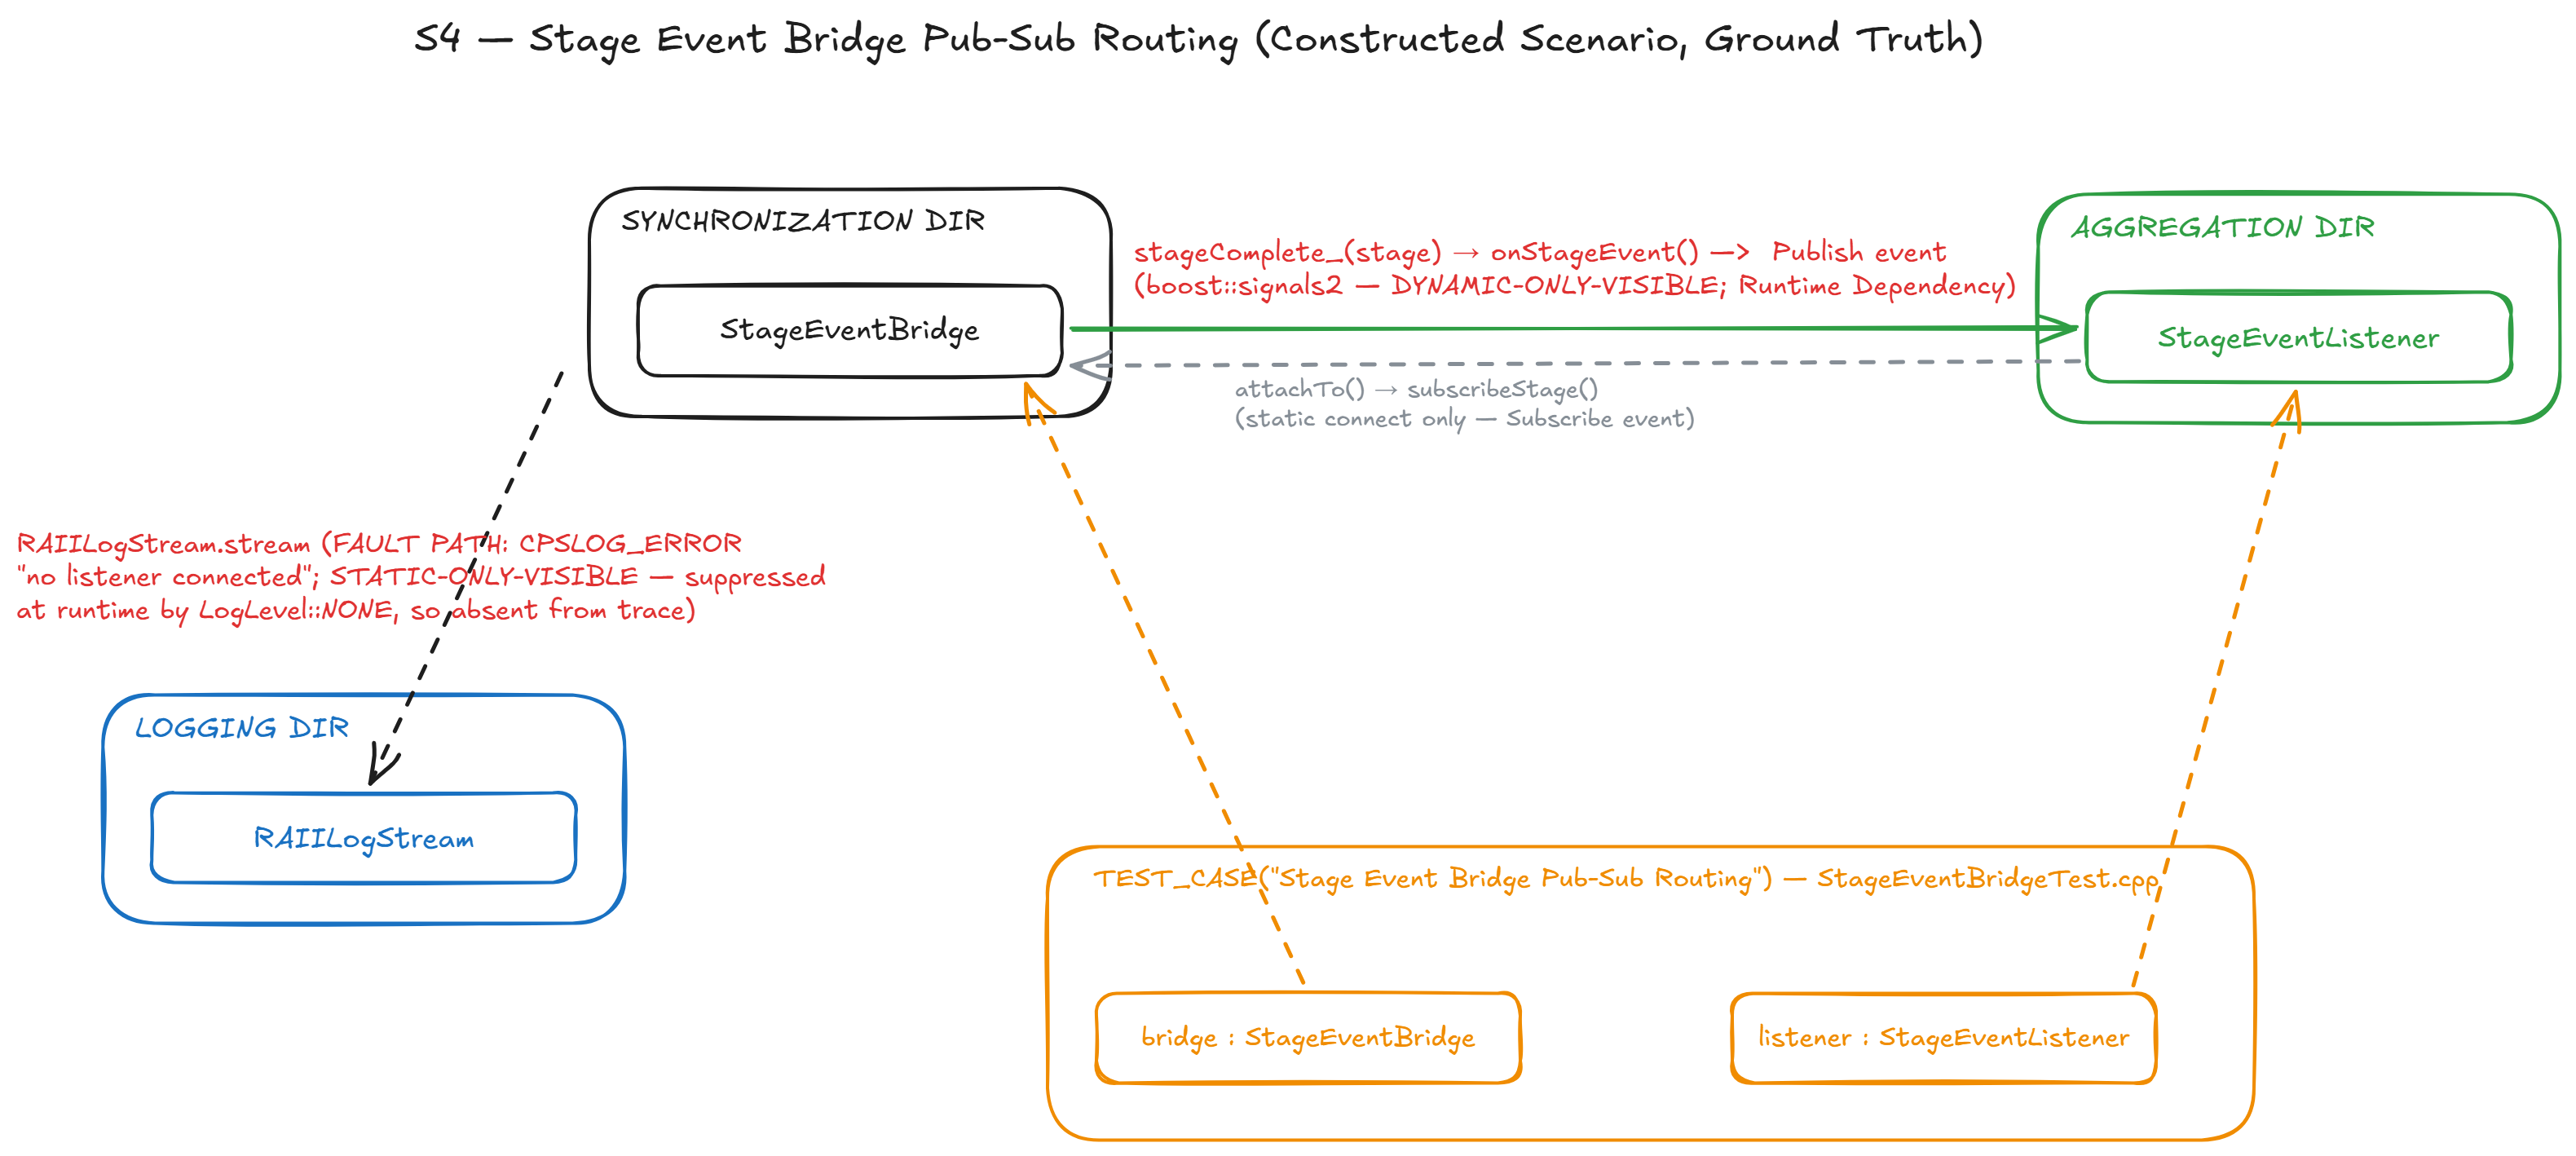 S4 — Stage Event Bridge Pub-Sub Routing (Constructed Scenario, Ground Truth)
SYNCHRONIZATION DIR
StageEventBridge
stageComplete_(stage) → onStageEvent() —> Publish event
(boost::signals2 — DYNAMIC-ONLY-VISIBLE; Runtime Dependency)
AGGREGATION DIR
StageEventListener
attachTo() → subscribeStage()
(static connect only — Subscribe event)
RAIILogStream.stream (FAULT PATH: CPSLOG_ERROR
"no listener connected"; STATIC-ONLY-VISIBLE — suppressed
at runtime by LogLevel::NONE, so absent from trace)
LOGGING DIR
RAIILogStream
TEST_CASE("Stage Event Bridge Pub-Sub Routing") — StageEventBridgeTest.cpp
bridge : StageEventBridge
listener : StageEventListener